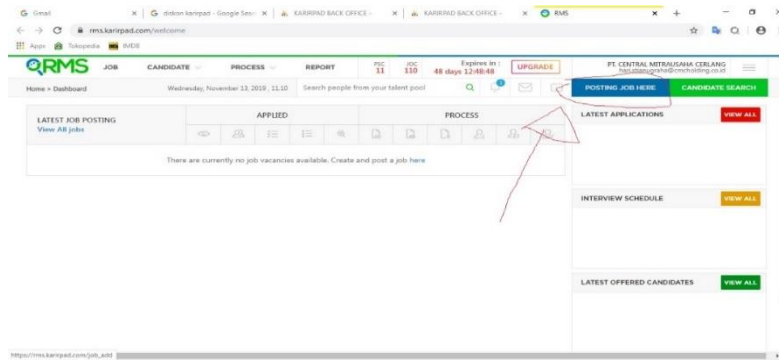 Gmail
diskon karirpad - Google Sear
KARIRPAD BACK OFFICE -
KARIRPAD BACK OFFICE -
RMS
rms.karirpad.com/welcome
Apps Tokopedia IMDB
RMS JOB CANDIDATE PROCESS REPORT
PSC 11
JDC 110
Expires in :
48 days 12:48:48
UPGRADE
PT. CENTRAL MITRAUSAHA CERLANG
Home > Dashboard
Wednesday, November 13, 2019 , 11:10
Search people from your talent pool
POSTING JOB HERE
CANDIDATE SEARCH
LATEST JOB POSTING
View All jobs
APPLIED
PROCESS
There are currently no job vacancies available. Create and post a job here
LATEST APPLICATIONS
VIEW ALL
INTERVIEW SCHEDULE
VIEW ALL
LATEST OFFERED CANDIDATES
VIEW ALL
https://rms.karirpad.com/job_add